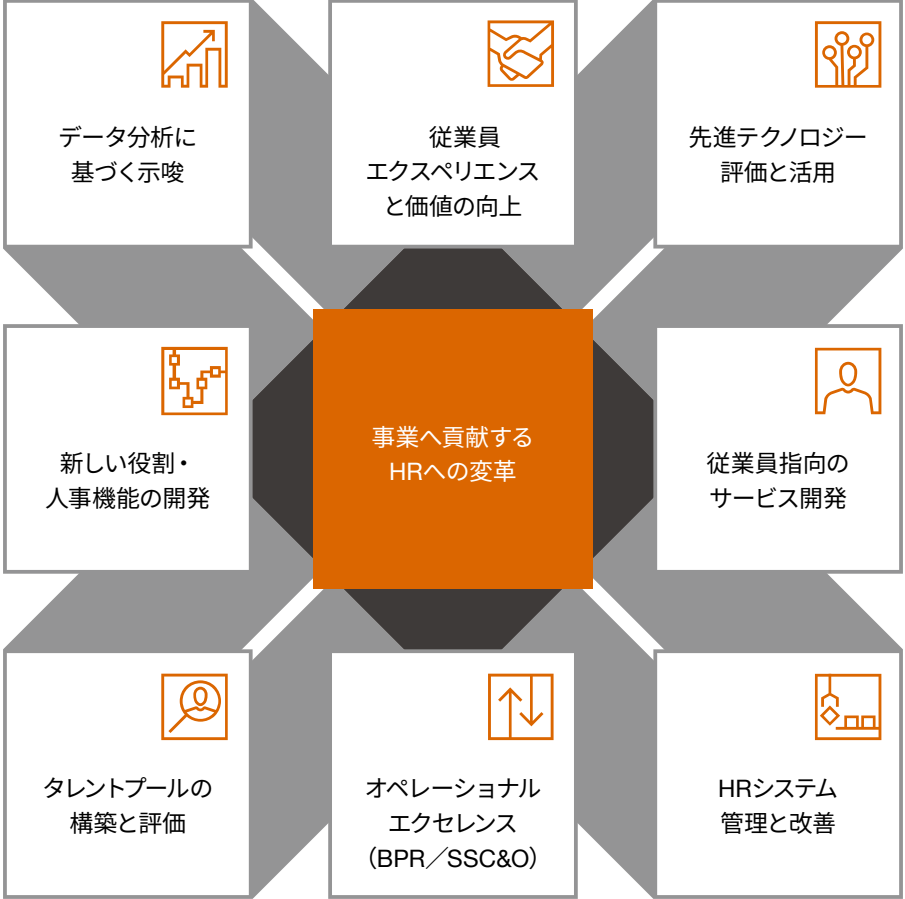 データ分析に
基づく示唆
従業員
エクスペリエンス
と価値の向上
先進テクノロジー
評価と活用
新しい役割・
人事機能の開発
事業へ貢献する
HRへの変革
従業員指向の
サービス開発
タレントプールの
構築と評価
オペレーショナル
エクセレンス
（BPR／SSC&O）
HRシステム
管理と改善